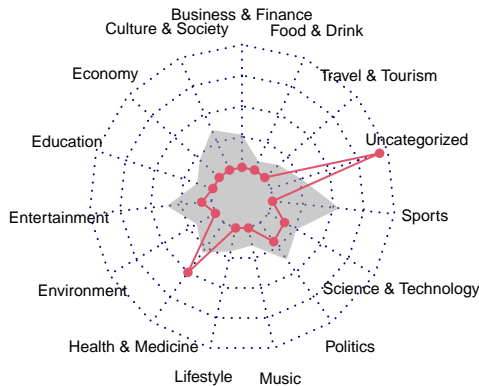 Business & Finance
Culture & Society
Food & Drink
Economy
Travel & Tourism
Education
Uncategorized
Entertainment
Sports
Environment
Science & Technology
Health & Medicine
Politics
Lifestyle
Music